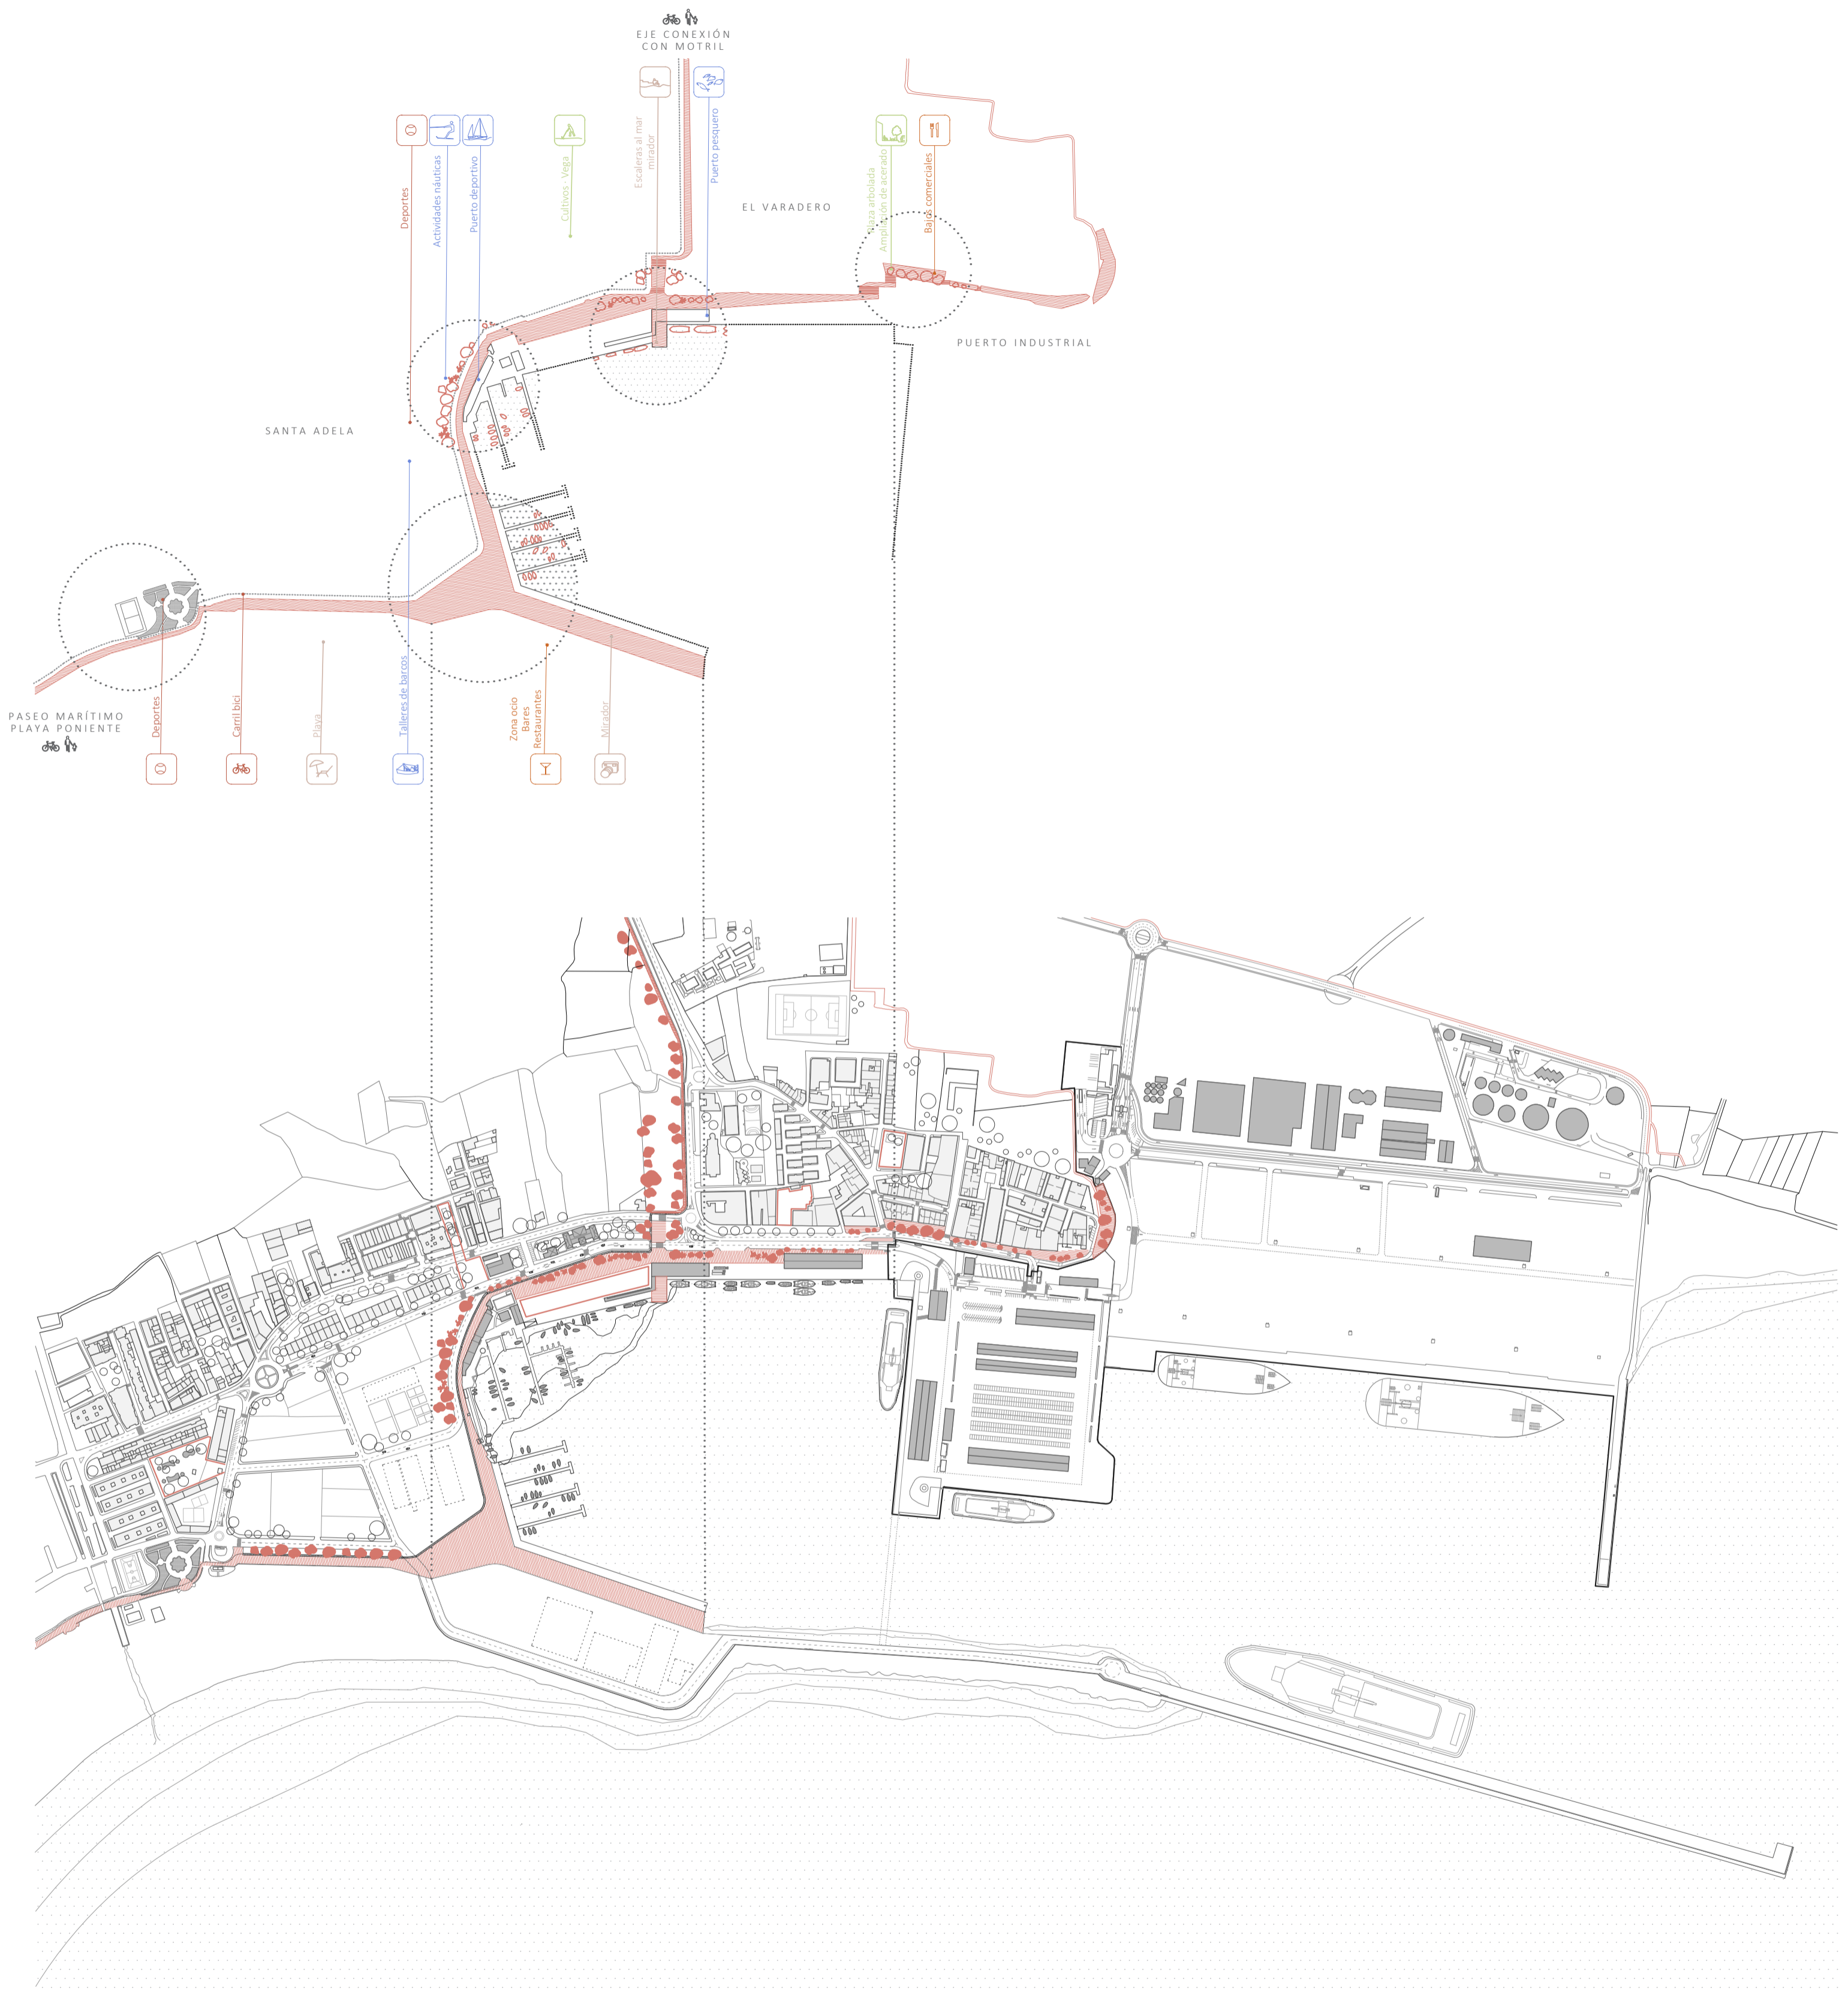 EJE CONEXIÓN
CON MOTRIL
Deportes
Actividades náuticas
Puerto deportivo
Cultivos · Vega
Escaleras al mar
mirador
Puerto pesquero
EL VARADERO
Plaza arbolada
Ampliación de acerado
Bajos comerciales
PUERTO INDUSTRIAL
SANTA ADELA
PASEO MARÍTIMO
PLAYA PONIENTE
Deportes
Carril bici
Playa
Talleres de barcos
Zona ocio
Bares
Restaurantes
Mirador